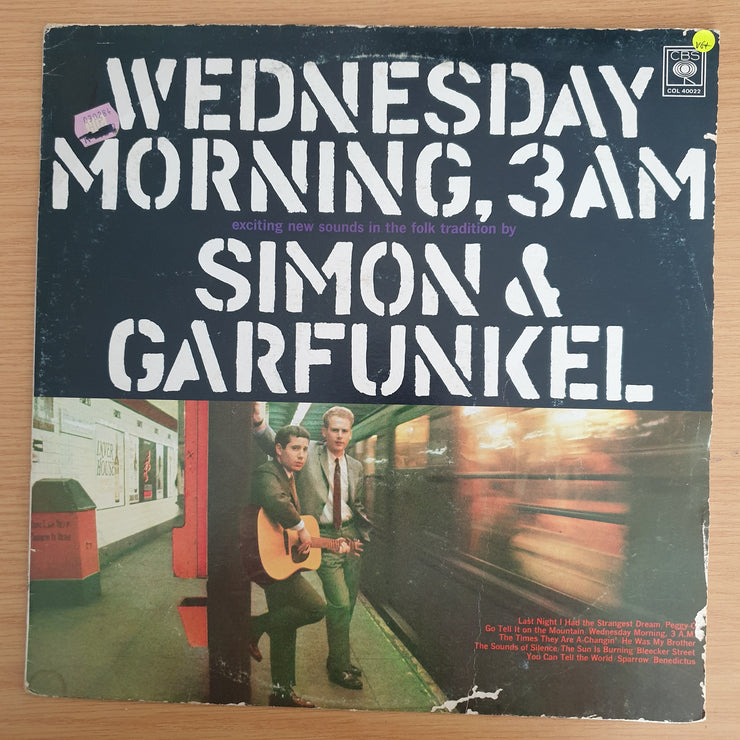 VG+
CBS
COL 40022
WEDNESDAY
MORNING, 3AM
exciting new sounds in the folk tradition by
SIMON &
GARFUNKEL
INVER
HOUSE
Last Night I Had the Strangest Dream/Peggy-O
Go Tell It on the Mountain/Wednesday Morning, 3 A.M.
The Times They Are A-Changin'/He Was My Brother
The Sounds of Silence/The Sun Is Burning/Bleecker Street
You Can Tell the World/Sparrow/Benedictus